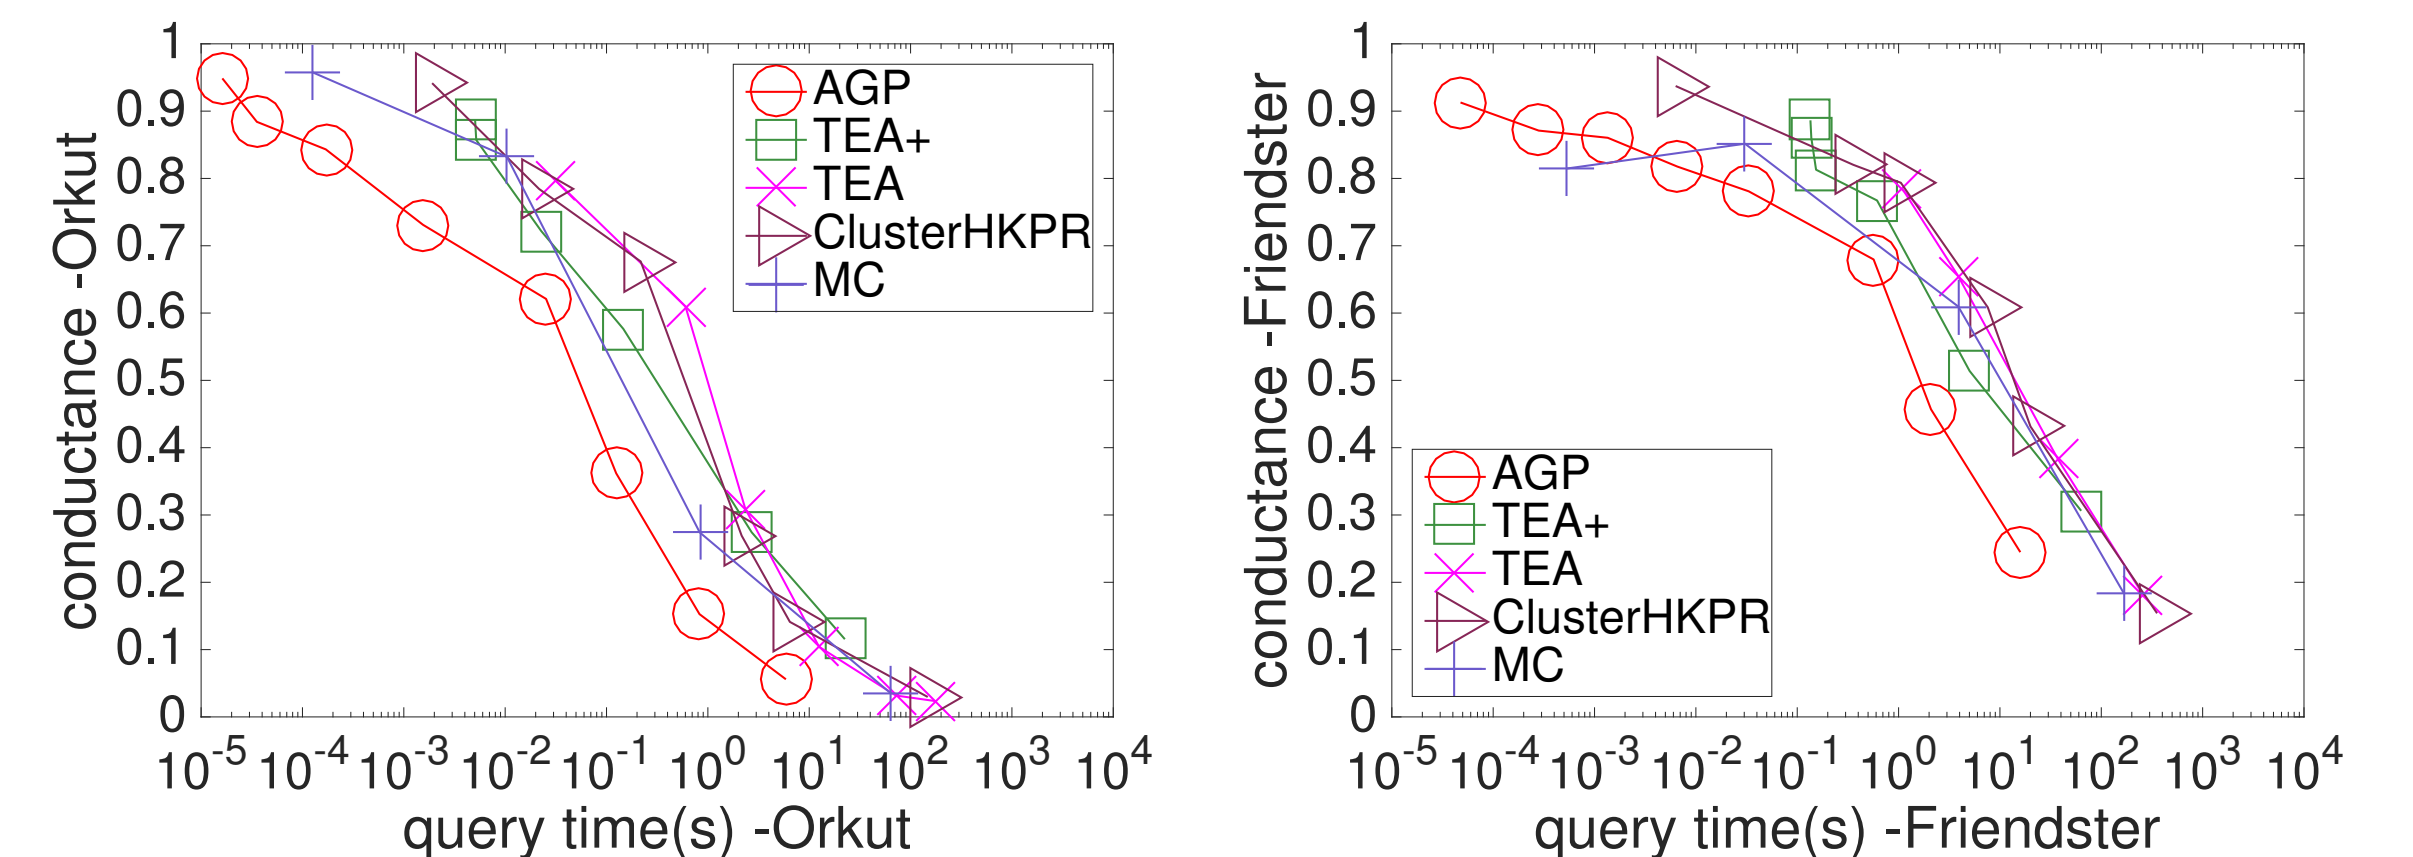 conductance -Orkut
1
0.9
0.8
0.7
0.6
0.5
0.4
0.3
0.2
0.1
0
AGP
TEA+
TEA
ClusterHKPR
MC
10^-5 10^-4 10^-3 10^-2 10^-1 10^0 10^1 10^2 10^3 10^4
query time(s) -Orkut
conductance -Friendster
1
0.9
0.8
0.7
0.6
0.5
0.4
0.3
0.2
0.1
0
AGP
TEA+
TEA
ClusterHKPR
MC
10^-5 10^-4 10^-3 10^-2 10^-1 10^0 10^1 10^2 10^3 10^4
query time(s) -Friendster